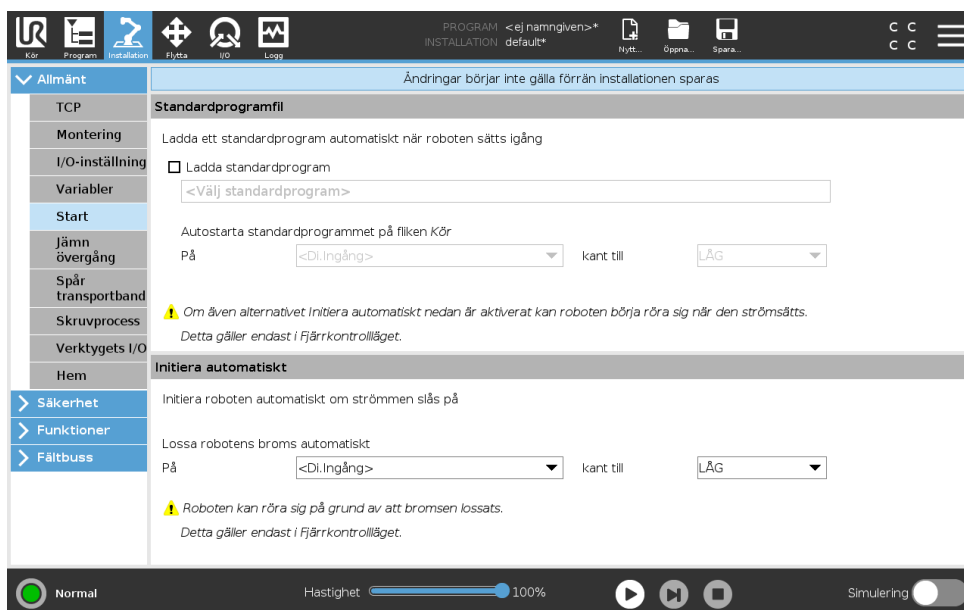 UR
PROGRAM <ej namngiven>*
INSTALLATION default*
Kör Program Installation Flytta I/O Logg Nytt... Öppna... Spara...
C C
C C
Allmänt
Ändringar börjar inte gälla förrän installationen sparas
TCP
Standardprogramfil
Montering
Ladda ett standardprogram automatiskt när roboten sätts igång
I/O-inställning
Ladda standardprogram
Variabler
<Välj standardprogram>
Start
Autostarta standardprogrammet på fliken Kör
Jämn
övergång
På <DI.Ingång> kant till LÅG
Spår
transportband
Om även alternativet Initiera automatiskt nedan är aktiverat kan roboten börja röra sig när den strömsätts.
Skruvprocess
Detta gäller endast i Fjärrkontrollläget.
Verktygets I/O
Initiera automatiskt
Hem
Initiera roboten automatiskt om strömmen slås på
Säkerhet
Funktioner
Lossa robotens broms automatiskt
Fältbuss
På <DI.Ingång> kant till LÅG
Roboten kan röra sig på grund av att bromsen lossats.
Detta gäller endast i Fjärrkontrollläget.
Normal Hastighet 100% Simulering